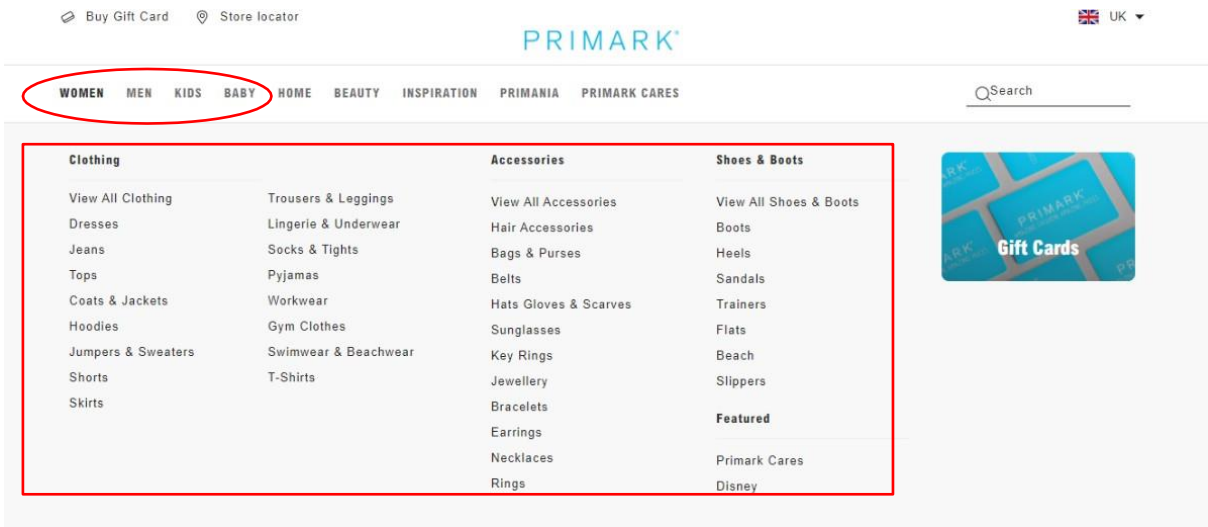 Buy Gift Card Store locator UK
PRIMARK
WOMEN MEN KIDS BABY HOME BEAUTY INSPIRATION PRIMANIA PRIMARK CARES Search
Clothing
View All Clothing
Dresses
Jeans
Tops
Coats & Jackets
Hoodies
Jumpers & Sweaters
Shorts
Skirts
Trousers & Leggings
Lingerie & Underwear
Socks & Tights
Pyjamas
Workwear
Gym Clothes
Swimwear & Beachwear
T-Shirts
Accessories
View All Accessories
Hair Accessories
Bags & Purses
Belts
Hats Gloves & Scarves
Sunglasses
Key Rings
Jewellery
Bracelets
Earrings
Necklaces
Rings
Shoes & Boots
View All Shoes & Boots
Boots
Heels
Sandals
Trainers
Flats
Beach
Slippers
Featured
Primark Cares
Disney
PRIMARK
Gift Cards